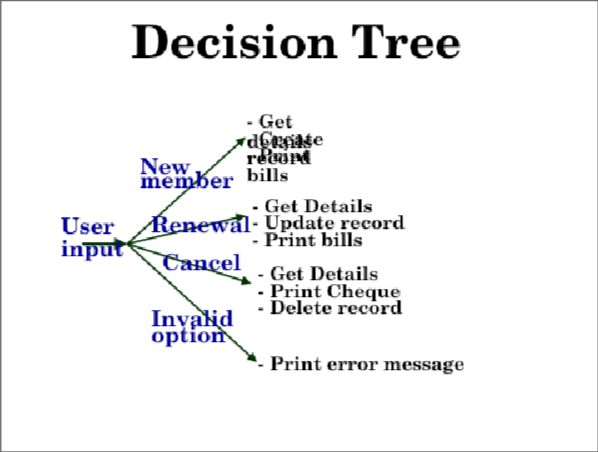 Decision Tree
- Get
details
- Create
record
- Print
bills
New
member
- Get Details
Renewal
- Update record
User
input
- Print bills
Cancel
- Get Details
- Print Cheque
- Delete record
Invalid
option
- Print error message